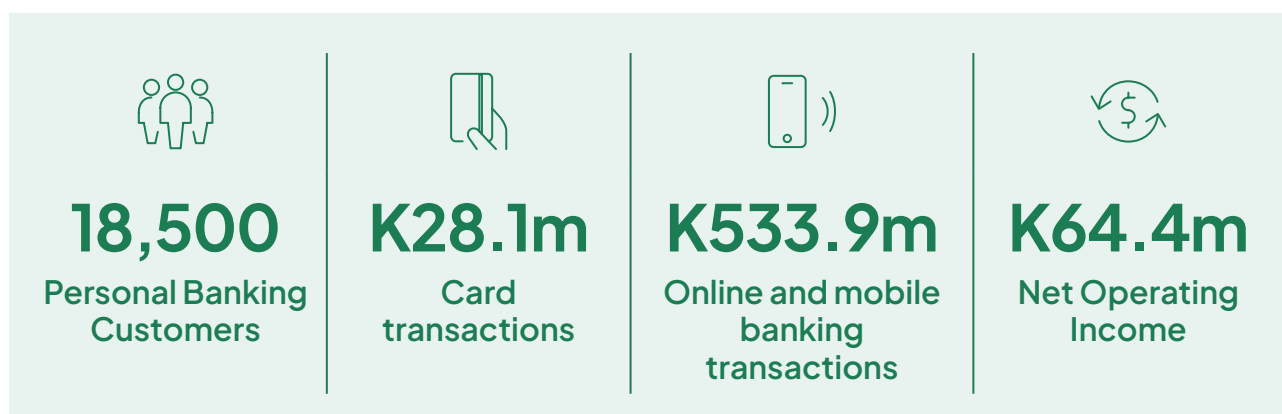 18,500
Personal Banking
Customers
K28.1m
Card
transactions
K533.9m
Online and mobile
banking
transactions
K64.4m
Net Operating
Income